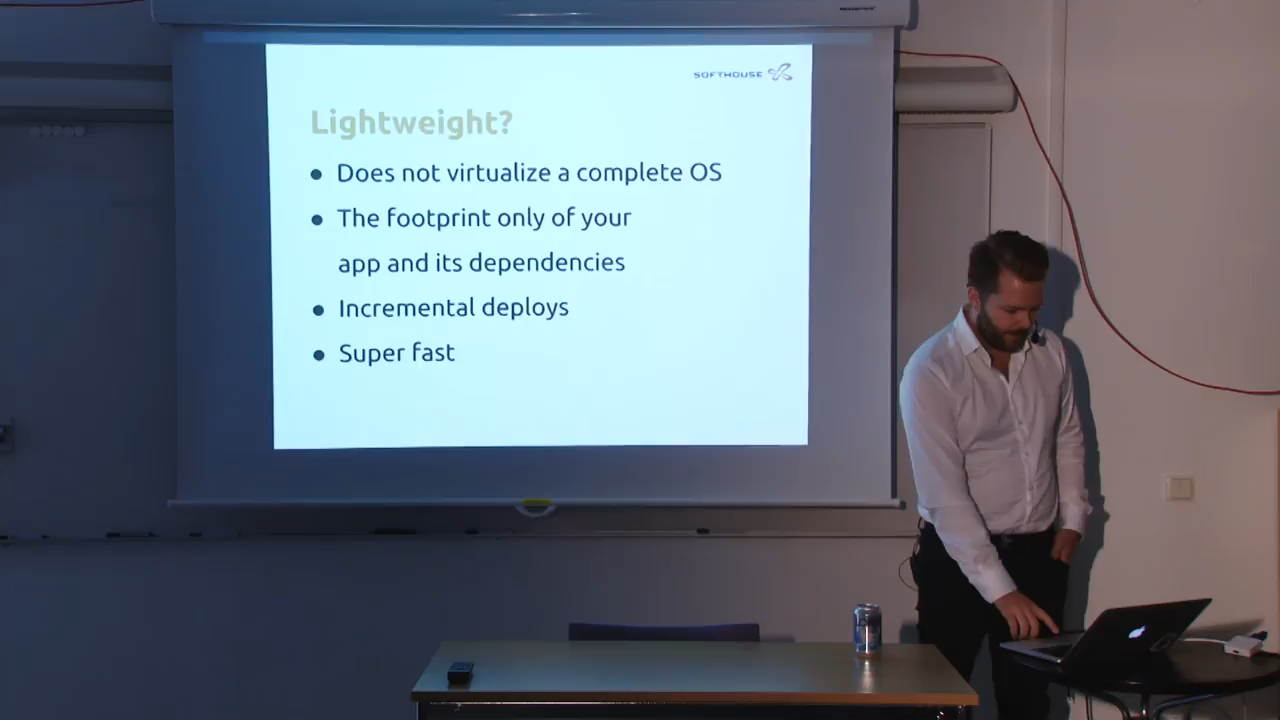 SOFTHOUSE
Lightweight?
• Does not virtualize a complete OS
• The footprint only of your
app and its dependencies
• Incremental deploys
• Super fast